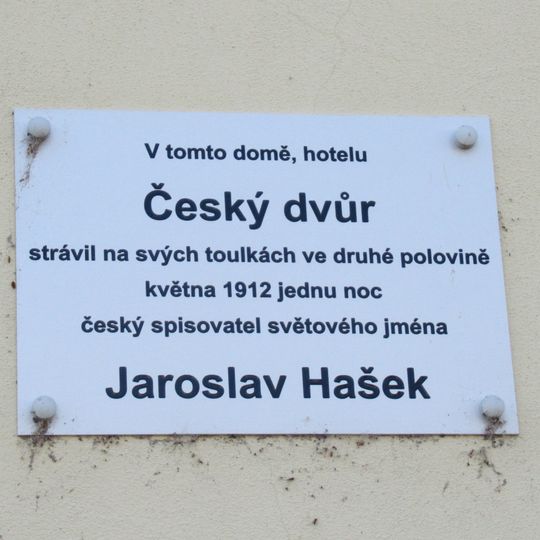 V tomto domě, hotelu
Český dvůr
strávil na svých toulkách ve druhé polovině
května 1912 jednu noc
český spisovatel světového jména
Jaroslav Hašek